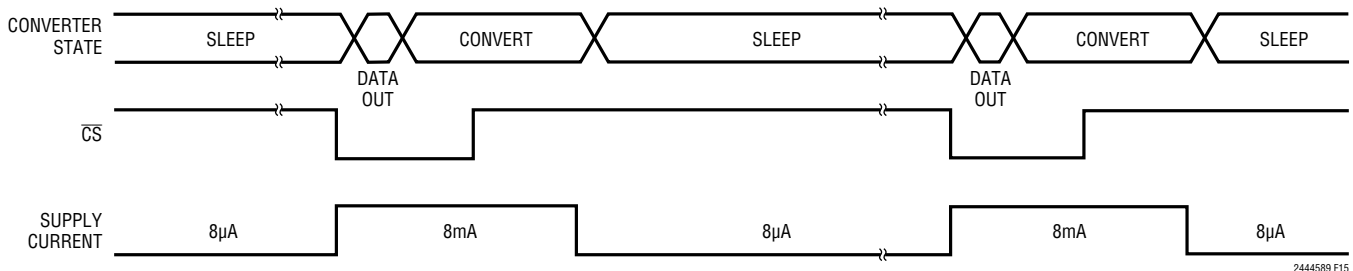 CONVERTER
STATE
SLEEP
CONVERT
SLEEP
CONVERT
SLEEP
DATA
OUT
DATA
OUT
CS
SUPPLY
CURRENT
8µA
8mA
8µA
8mA
8µA
2444589 F15